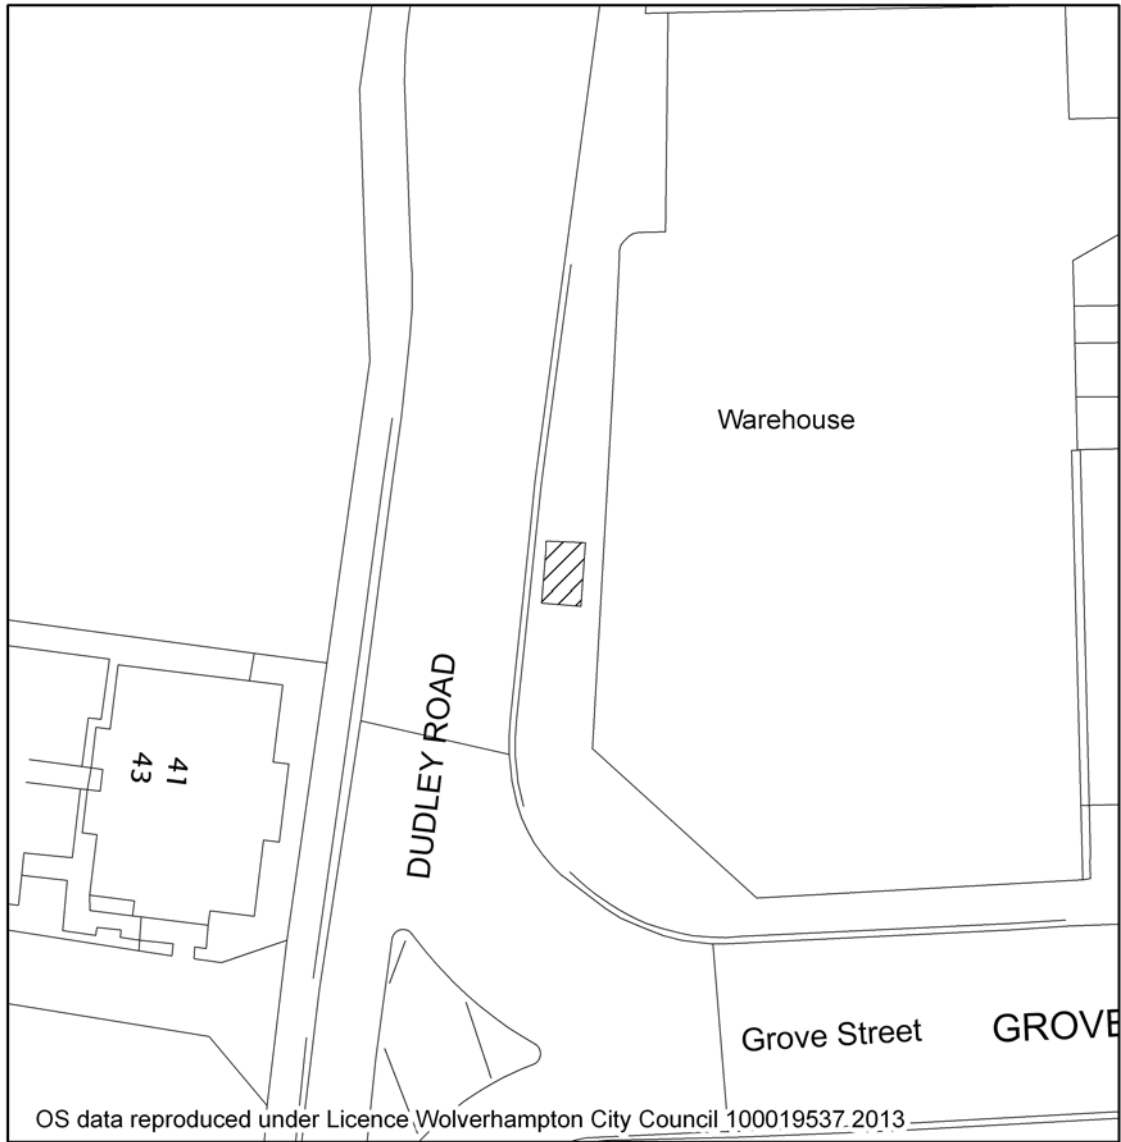 Warehouse
DUDLEY ROAD
41
43
Grove Street
GROVE
OS data reproduced under Licence Wolverhampton City Council 100019537 2013